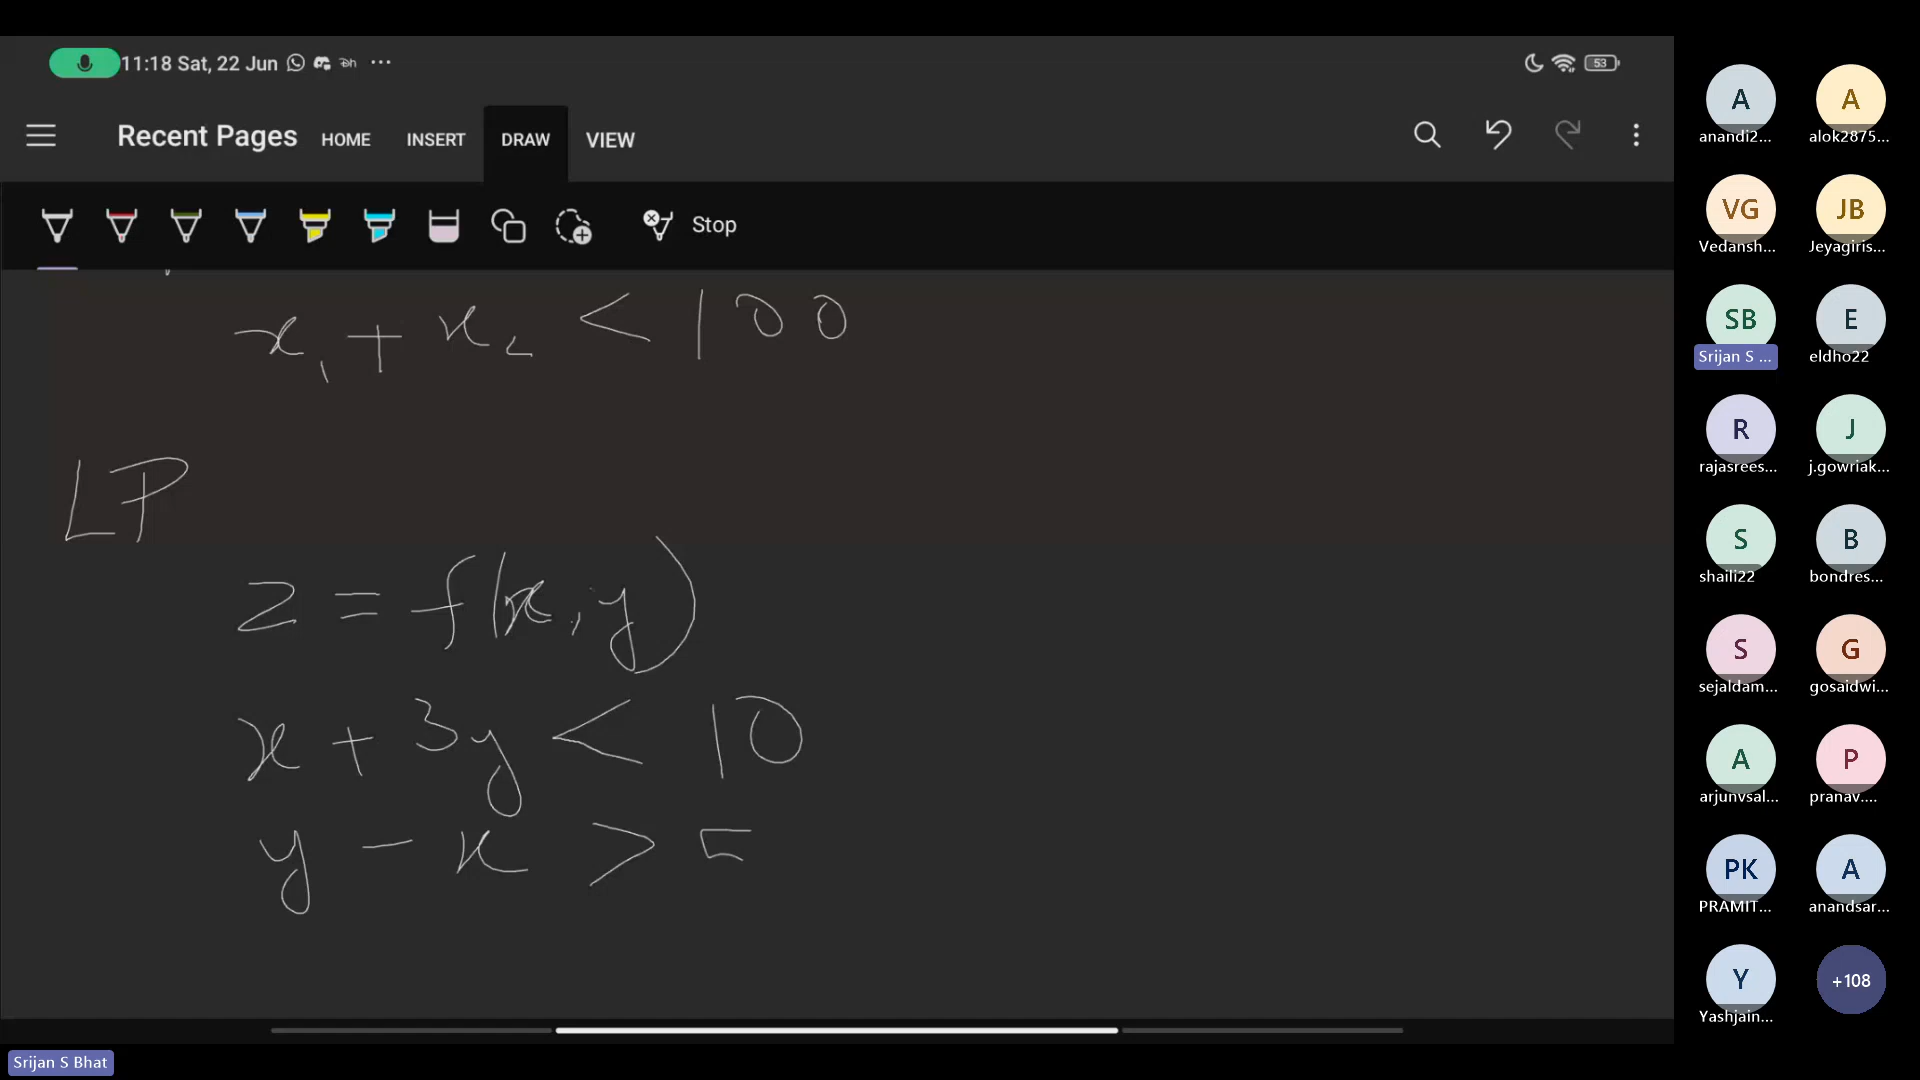 11:18 Sat, 22 Jun
53
Recent Pages HOME INSERT DRAW VIEW
Stop
x₁ + x₂ < 100
LP
z = f(x, y)
x + 3y < 10
y - x > 5
A A
anandi2... alok2875...
VG JB
Vedansh... Jeyagiris...
SB E
Srijan S ... eldho22
R J
rajasrees... j.gowriak...
S B
shaili22 bondres...
S G
sejaldam... gosaidwi...
A P
arjunvsal... pranav....
PK A
PRAMIT... anandsar...
Y +108
Yashjain...
Srijan S Bhat